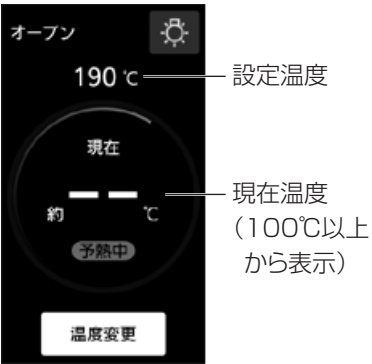 オーブン
190℃
設定温度
現在
約 -- ℃
現在温度
（100℃以上
から表示）
予熱中
温度変更